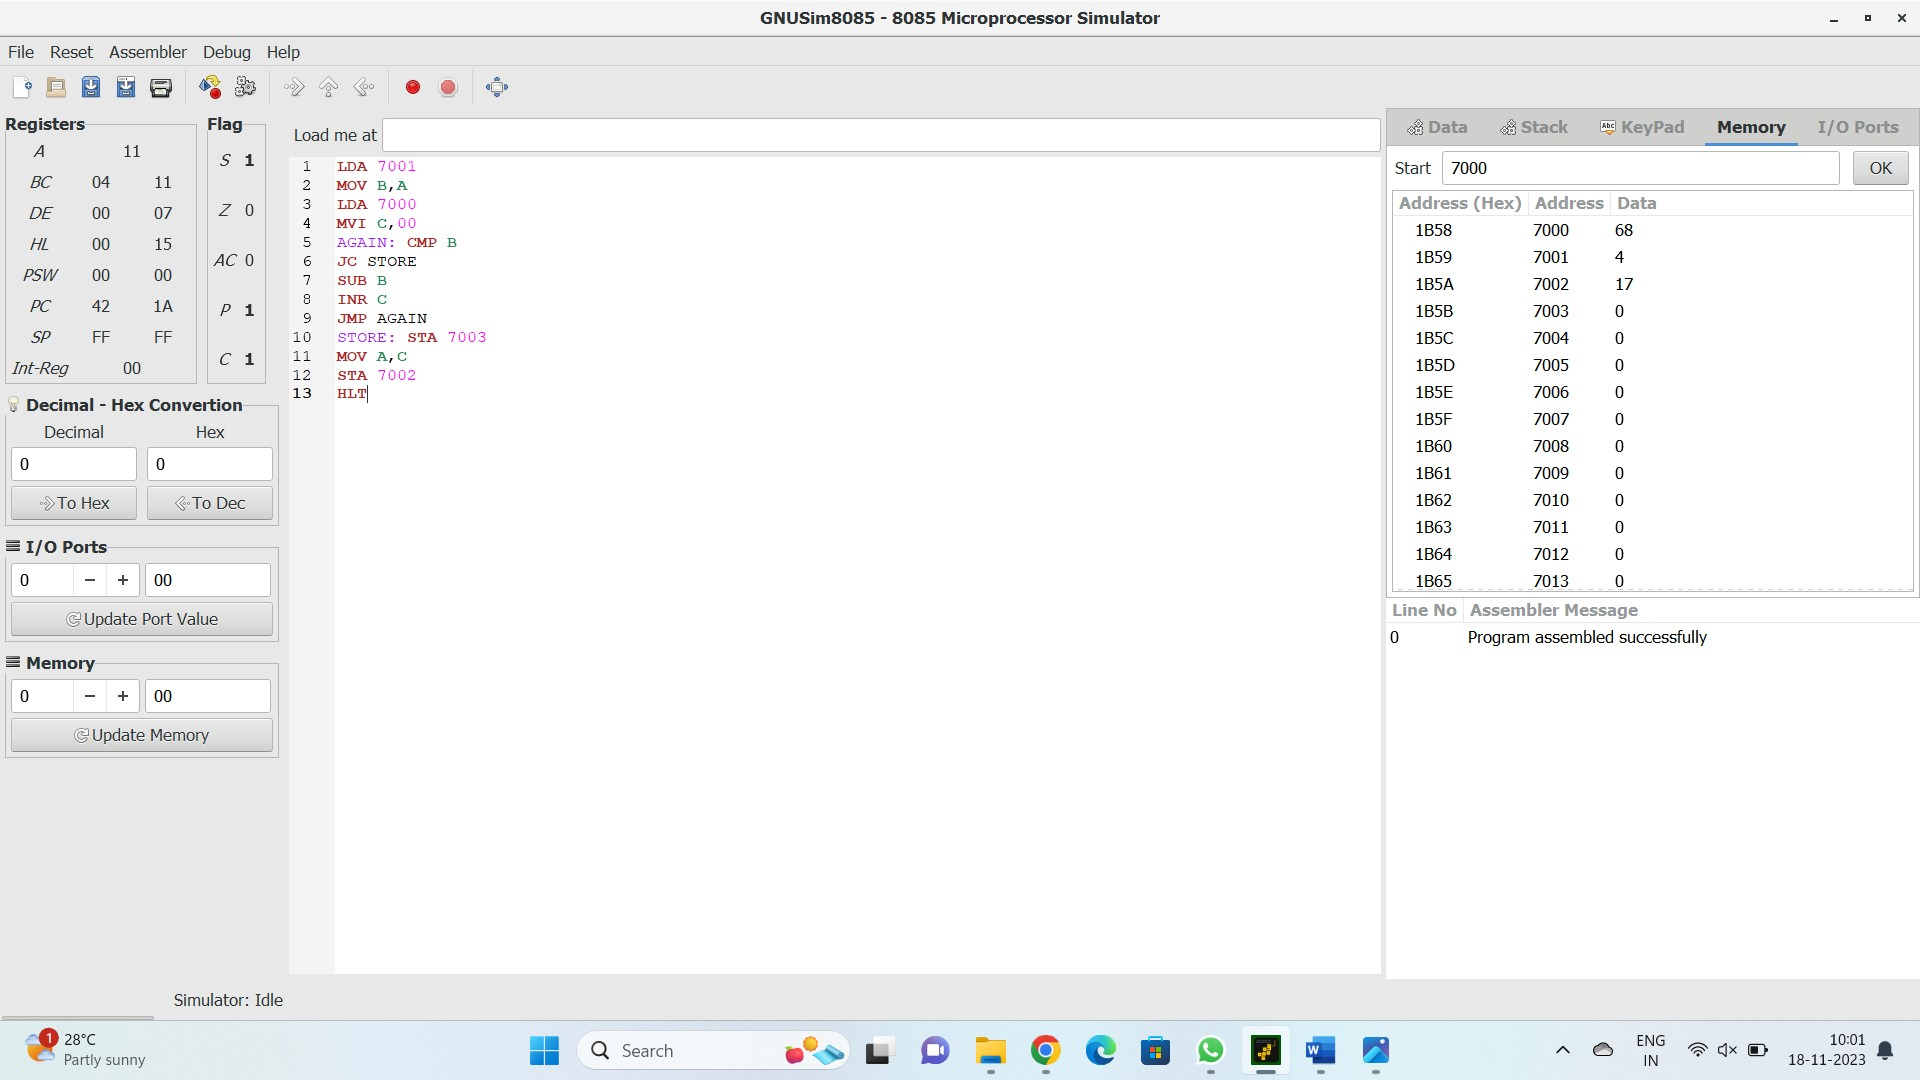 GNUSim8085 - 8085 Microprocessor Simulator
File Reset Assembler Debug Help
Registers
A 11
BC 04 11
DE 00 07
HL 00 15
PSW 00 00
PC 42 1A
SP FF FF
Int-Reg 00
Flag
S 1
Z 0
AC 0
P 1
C 1
Decimal - Hex Convertion
Decimal Hex
0 0
To Hex To Dec
I/O Ports
0 − + 00
Update Port Value
Memory
0 − + 00
Update Memory
Load me at
1 LDA 7001
2 MOV B,A
3 LDA 7000
4 MVI C,00
5 AGAIN: CMP B
6 JC STORE
7 SUB B
8 INR C
9 JMP AGAIN
10 STORE: STA 7003
11 MOV A,C
12 STA 7002
13 HLT
Data Stack Abc KeyPad Memory I/O Ports
Start 7000 OK
Address (Hex) Address Data
1B58 7000 68
1B59 7001 4
1B5A 7002 17
1B5B 7003 0
1B5C 7004 0
1B5D 7005 0
1B5E 7006 0
1B5F 7007 0
1B60 7008 0
1B61 7009 0
1B62 7010 0
1B63 7011 0
1B64 7012 0
1B65 7013 0
Line No Assembler Message
0 Program assembled successfully
Simulator: Idle
1 28°C
Partly sunny
Search
W
ENG
IN
10:01
18-11-2023